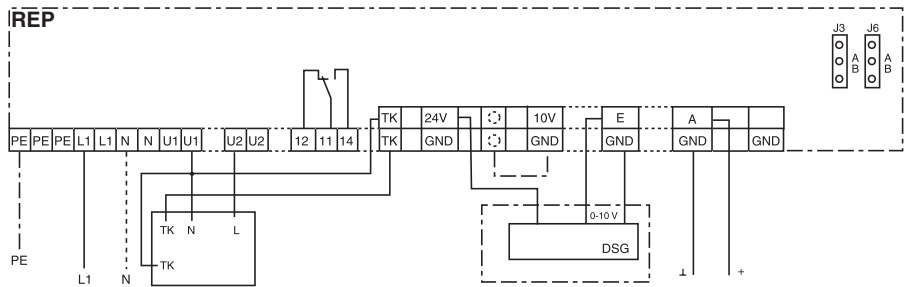 REP
J3 J6
A A
B B
TK 24V 10V E A
PE PE PE L1 L1 N N U1 U1 U2 U2 12 11 14 TK GND GND GND GND GND
0-10 V
TK N L
DSG
PE TK
L1 N ⊥ +